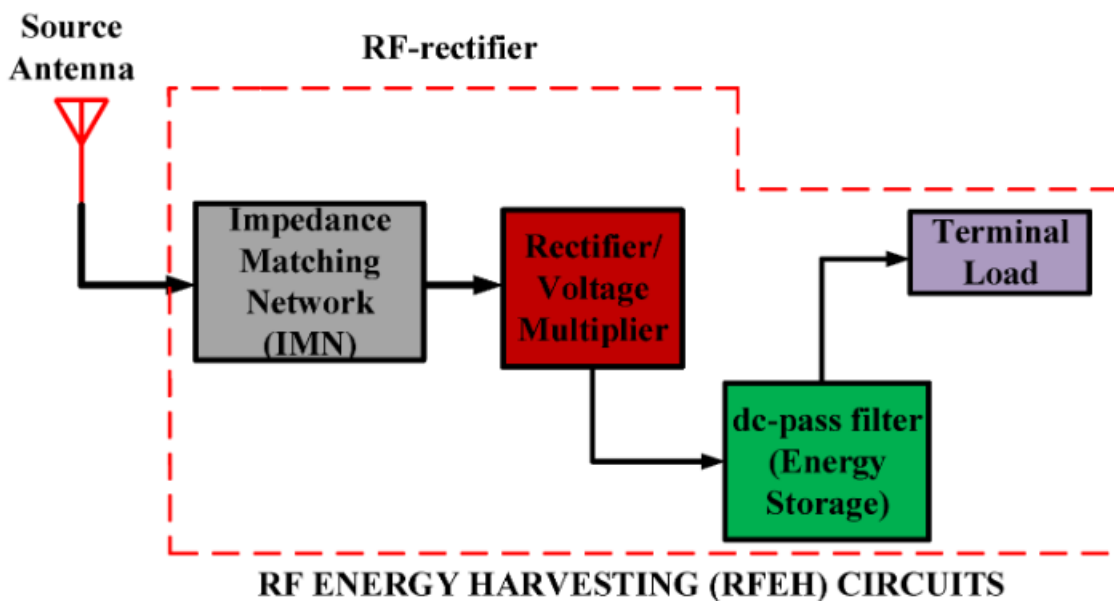 Source
Antenna
RF-rectifier
Impedance
Matching
Network
(IMN)
Rectifier/
Voltage
Multiplier
dc-pass filter
(Energy
Storage)
Terminal
Load
RF ENERGY HARVESTING (RFEH) CIRCUITS